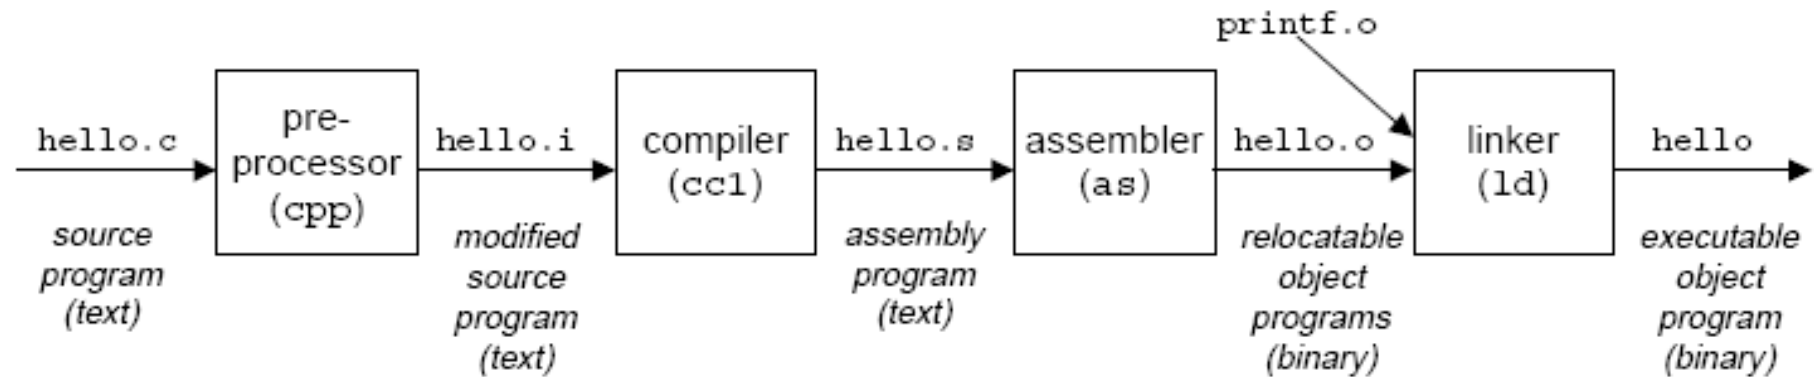 printf.o
hello.c
pre-
processor
(cpp)
hello.i
compiler
(cc1)
hello.s
assembler
(as)
hello.o
linker
(ld)
hello
source
program
(text)
modified
source
program
(text)
assembly
program
(text)
relocatable
object
programs
(binary)
executable
object
program
(binary)